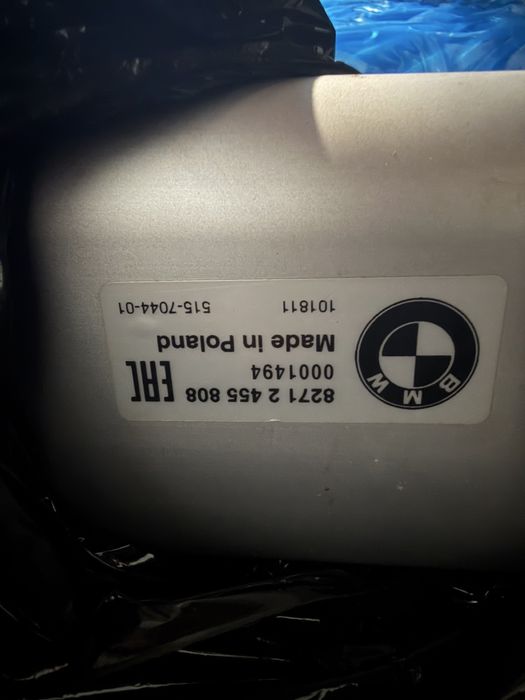 BMW
8271 2 455 808
0001494
EAC
Made in Poland
101811 515-7044-01